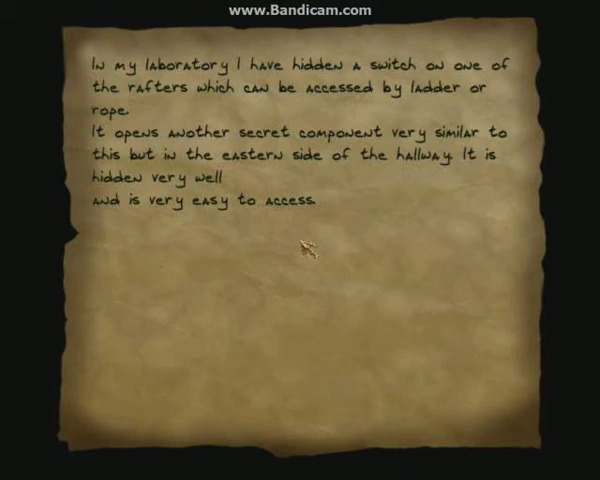 www.Bandicam.com
In my laboratory I have hidden a switch on one of
the rafters which can be accessed by ladder or
rope.
It opens another secret component very similar to
this but in the eastern side of the hallway. It is
hidden very well
and is very easy to access.